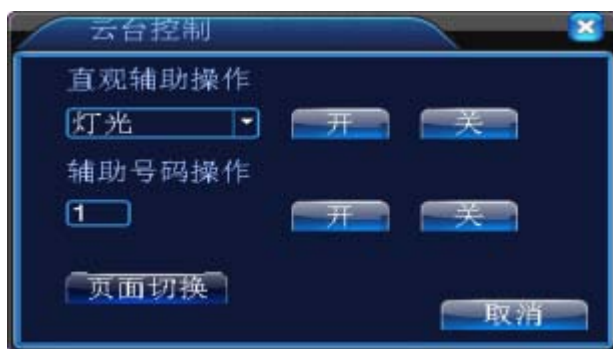 云台控制
直观辅助操作
灯光 开 关
辅助号码操作
1 开 关
页面切换
取消